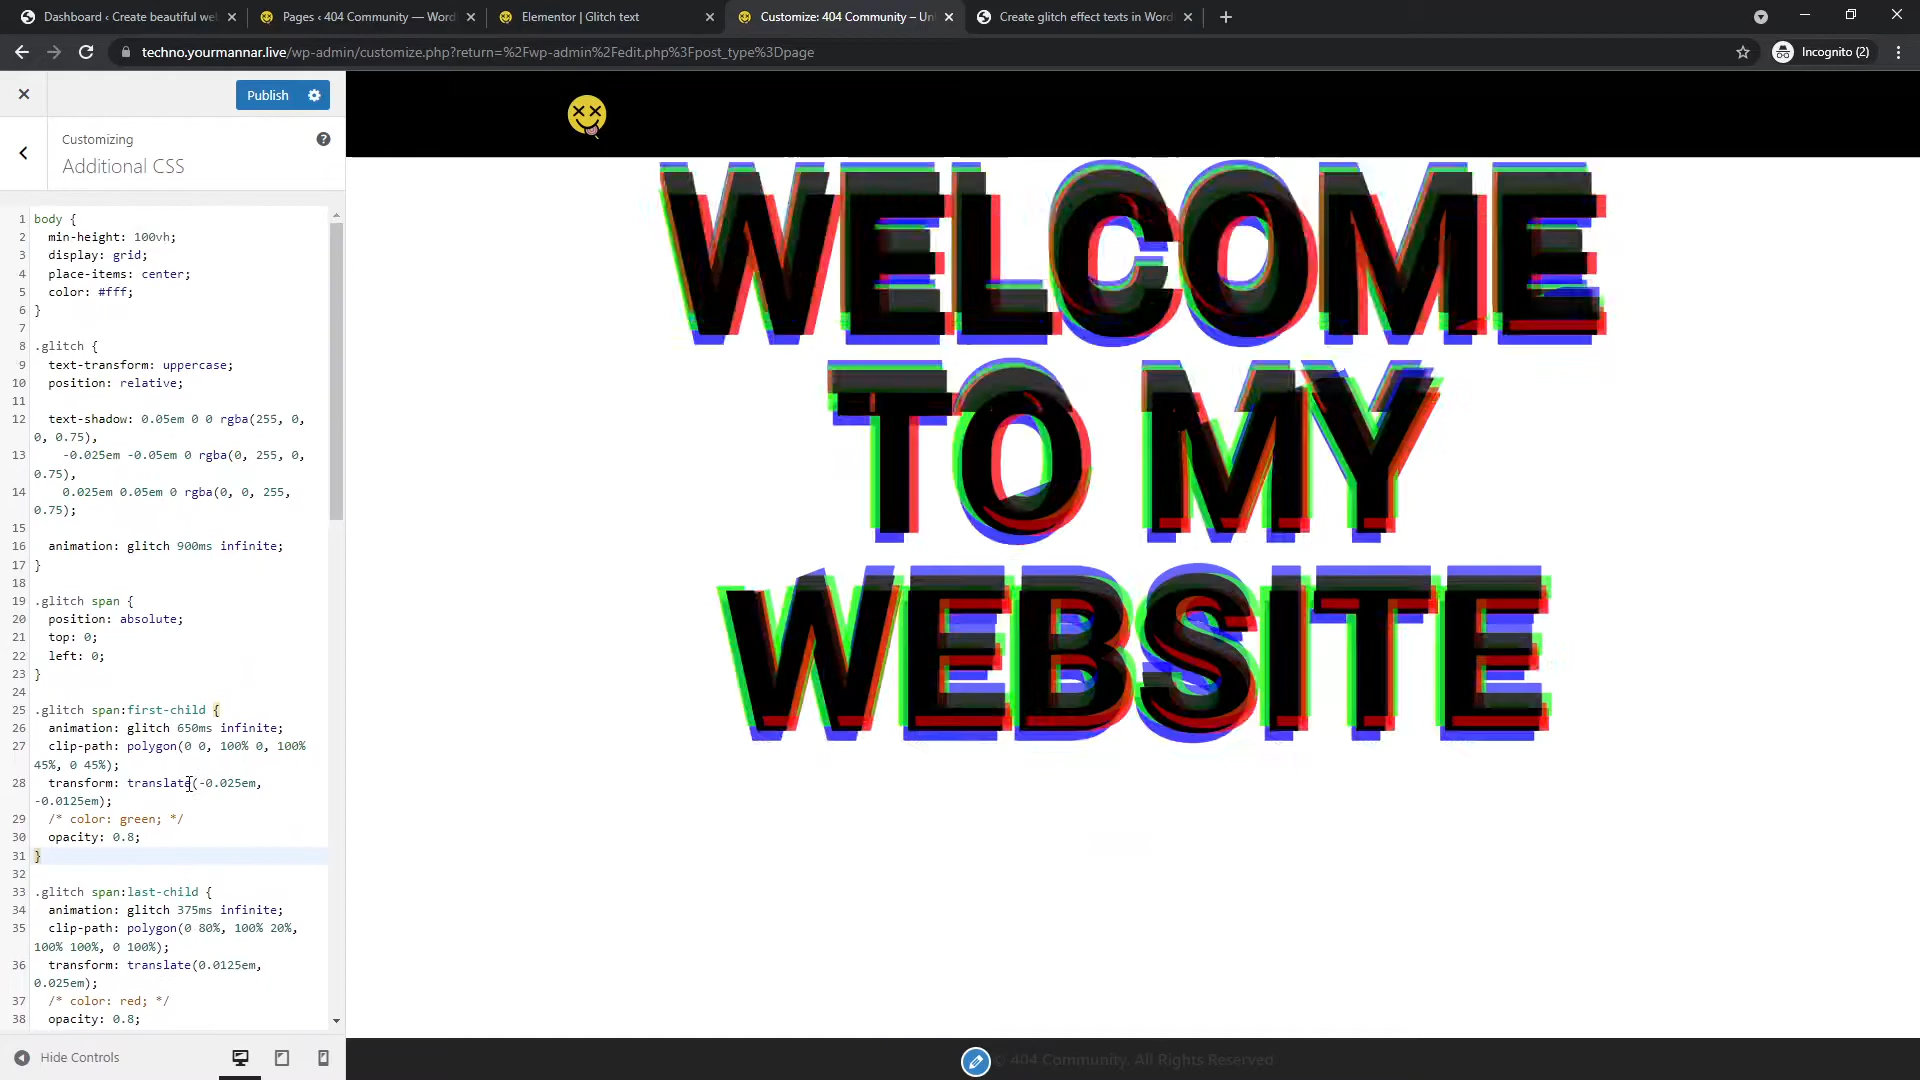 Dashboard ‹ Create beautiful we
Pages ‹ 404 Community — Word
Elementor | Glitch text
Customize: 404 Community – Un
Create glitch effect texts in Word
techno.yourmannar.live/wp-admin/customize.php?return=%2Fwp-admin%2Fedit.php%3Fpost_type%3Dpage
Incognito (2)
Publish
Customizing
Additional CSS
1 body {
2 min-height: 100vh;
3 display: grid;
4 place-items: center;
5 color: #fff;
6 }
7
8 .glitch {
9 text-transform: uppercase;
10 position: relative;
11
12 text-shadow: 0.05em 0 0 rgba(255, 0,
0, 0.75),
13 -0.025em -0.05em 0 rgba(0, 255, 0,
0.75),
14 0.025em 0.05em 0 rgba(0, 0, 255,
0.75);
15
16 animation: glitch 900ms infinite;
17 }
18
19 .glitch span {
20 position: absolute;
21 top: 0;
22 left: 0;
23 }
24
25 .glitch span:first-child {
26 animation: glitch 650ms infinite;
27 clip-path: polygon(0 0, 100% 0, 100%
45%, 0 45%);
28 transform: translate(-0.025em,
-0.0125em);
29 /* color: green; */
30 opacity: 0.8;
31 }
32
33 .glitch span:last-child {
34 animation: glitch 375ms infinite;
35 clip-path: polygon(0 80%, 100% 20%,
100% 100%, 0 100%);
36 transform: translate(0.0125em,
0.025em);
37 /* color: red; */
38 opacity: 0.8;
Hide Controls
WELCOME
TO MY
WEBSITE
© 404 Community. All Rights Reserved